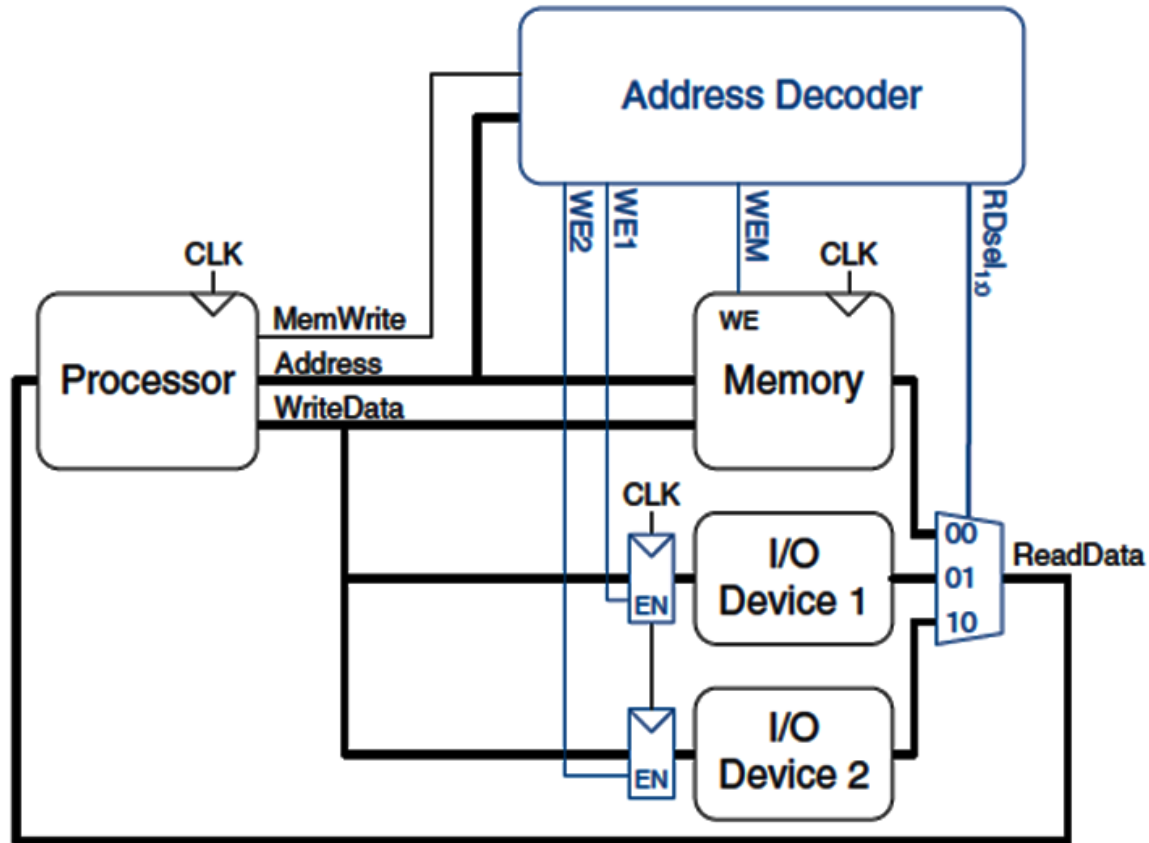 Address Decoder
WE2
WE1
WEM
RDsel1:0
CLK
CLK
MemWrite
WE
Processor
Address
Memory
WriteData
CLK
00
I/O
ReadData
01
Device 1
EN
10
I/O
Device 2
EN